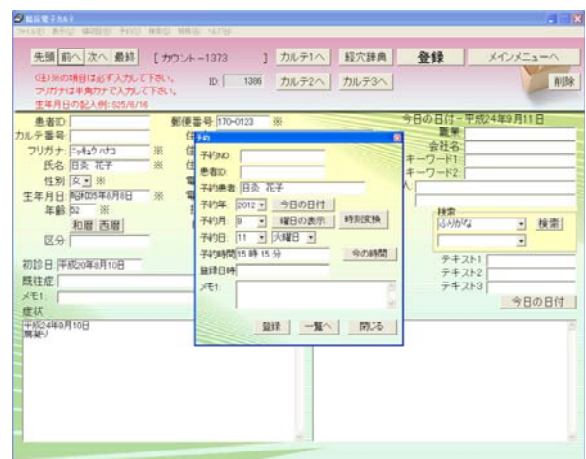 先頭 前へ 次へ 最終 [ カウント-1373 ] カルテ1へ 経穴辞典 登録 メインメニューへ
(注)※の項目は必ず入力して下さい。
フリガナは半角カナで入力して下さい。
生年月日の記入例:S25/6/16
ID: 1386 カルテ2へ カルテ3へ 削除
今日の日付-平成24年9月11日
患者ID: 郵便番号: 170-0123 ※ 職業:
カルテ番号: 会社名:
フリガナ: ﾆｯｷｭｳ ﾊﾅｺ ※ キーワード1:
氏名: 日灸 花子 ※ キーワード2:
性別: 女 ※
生年月日: 昭和35年8月8日 ※
年齢: 52 ※
和暦 西暦
区分:
検索
ふりがな 検索
初診日: 平成20年8月10日 テキスト1
既往症 テキスト2
メモ1: テキスト3
今日の日付
症状
平成24年9月10日
肩凝り
予約
予約NO:
患者ID:
予約患者: 日灸 花子
予約年: 2012 今日の日付
予約月: 9 曜日の表示 時刻変換
予約日: 11 火曜日
予約時間: 15 時 15 分 今の時間
登録日時:
メモ1:
登録 一覧へ 閉じる